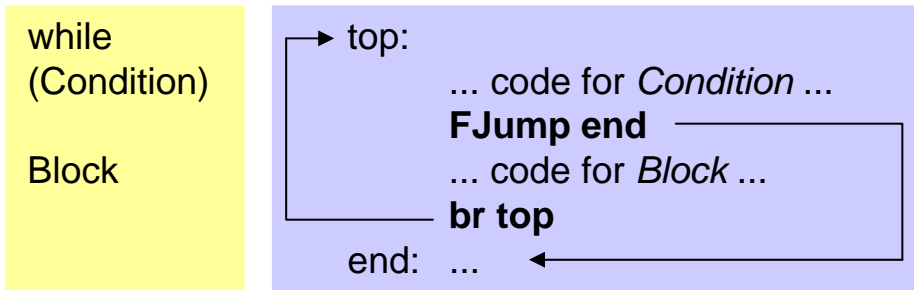 while
(Condition)
Block
top:
... code for Condition ...
FJump end
... code for Block ...
br top
end: ...